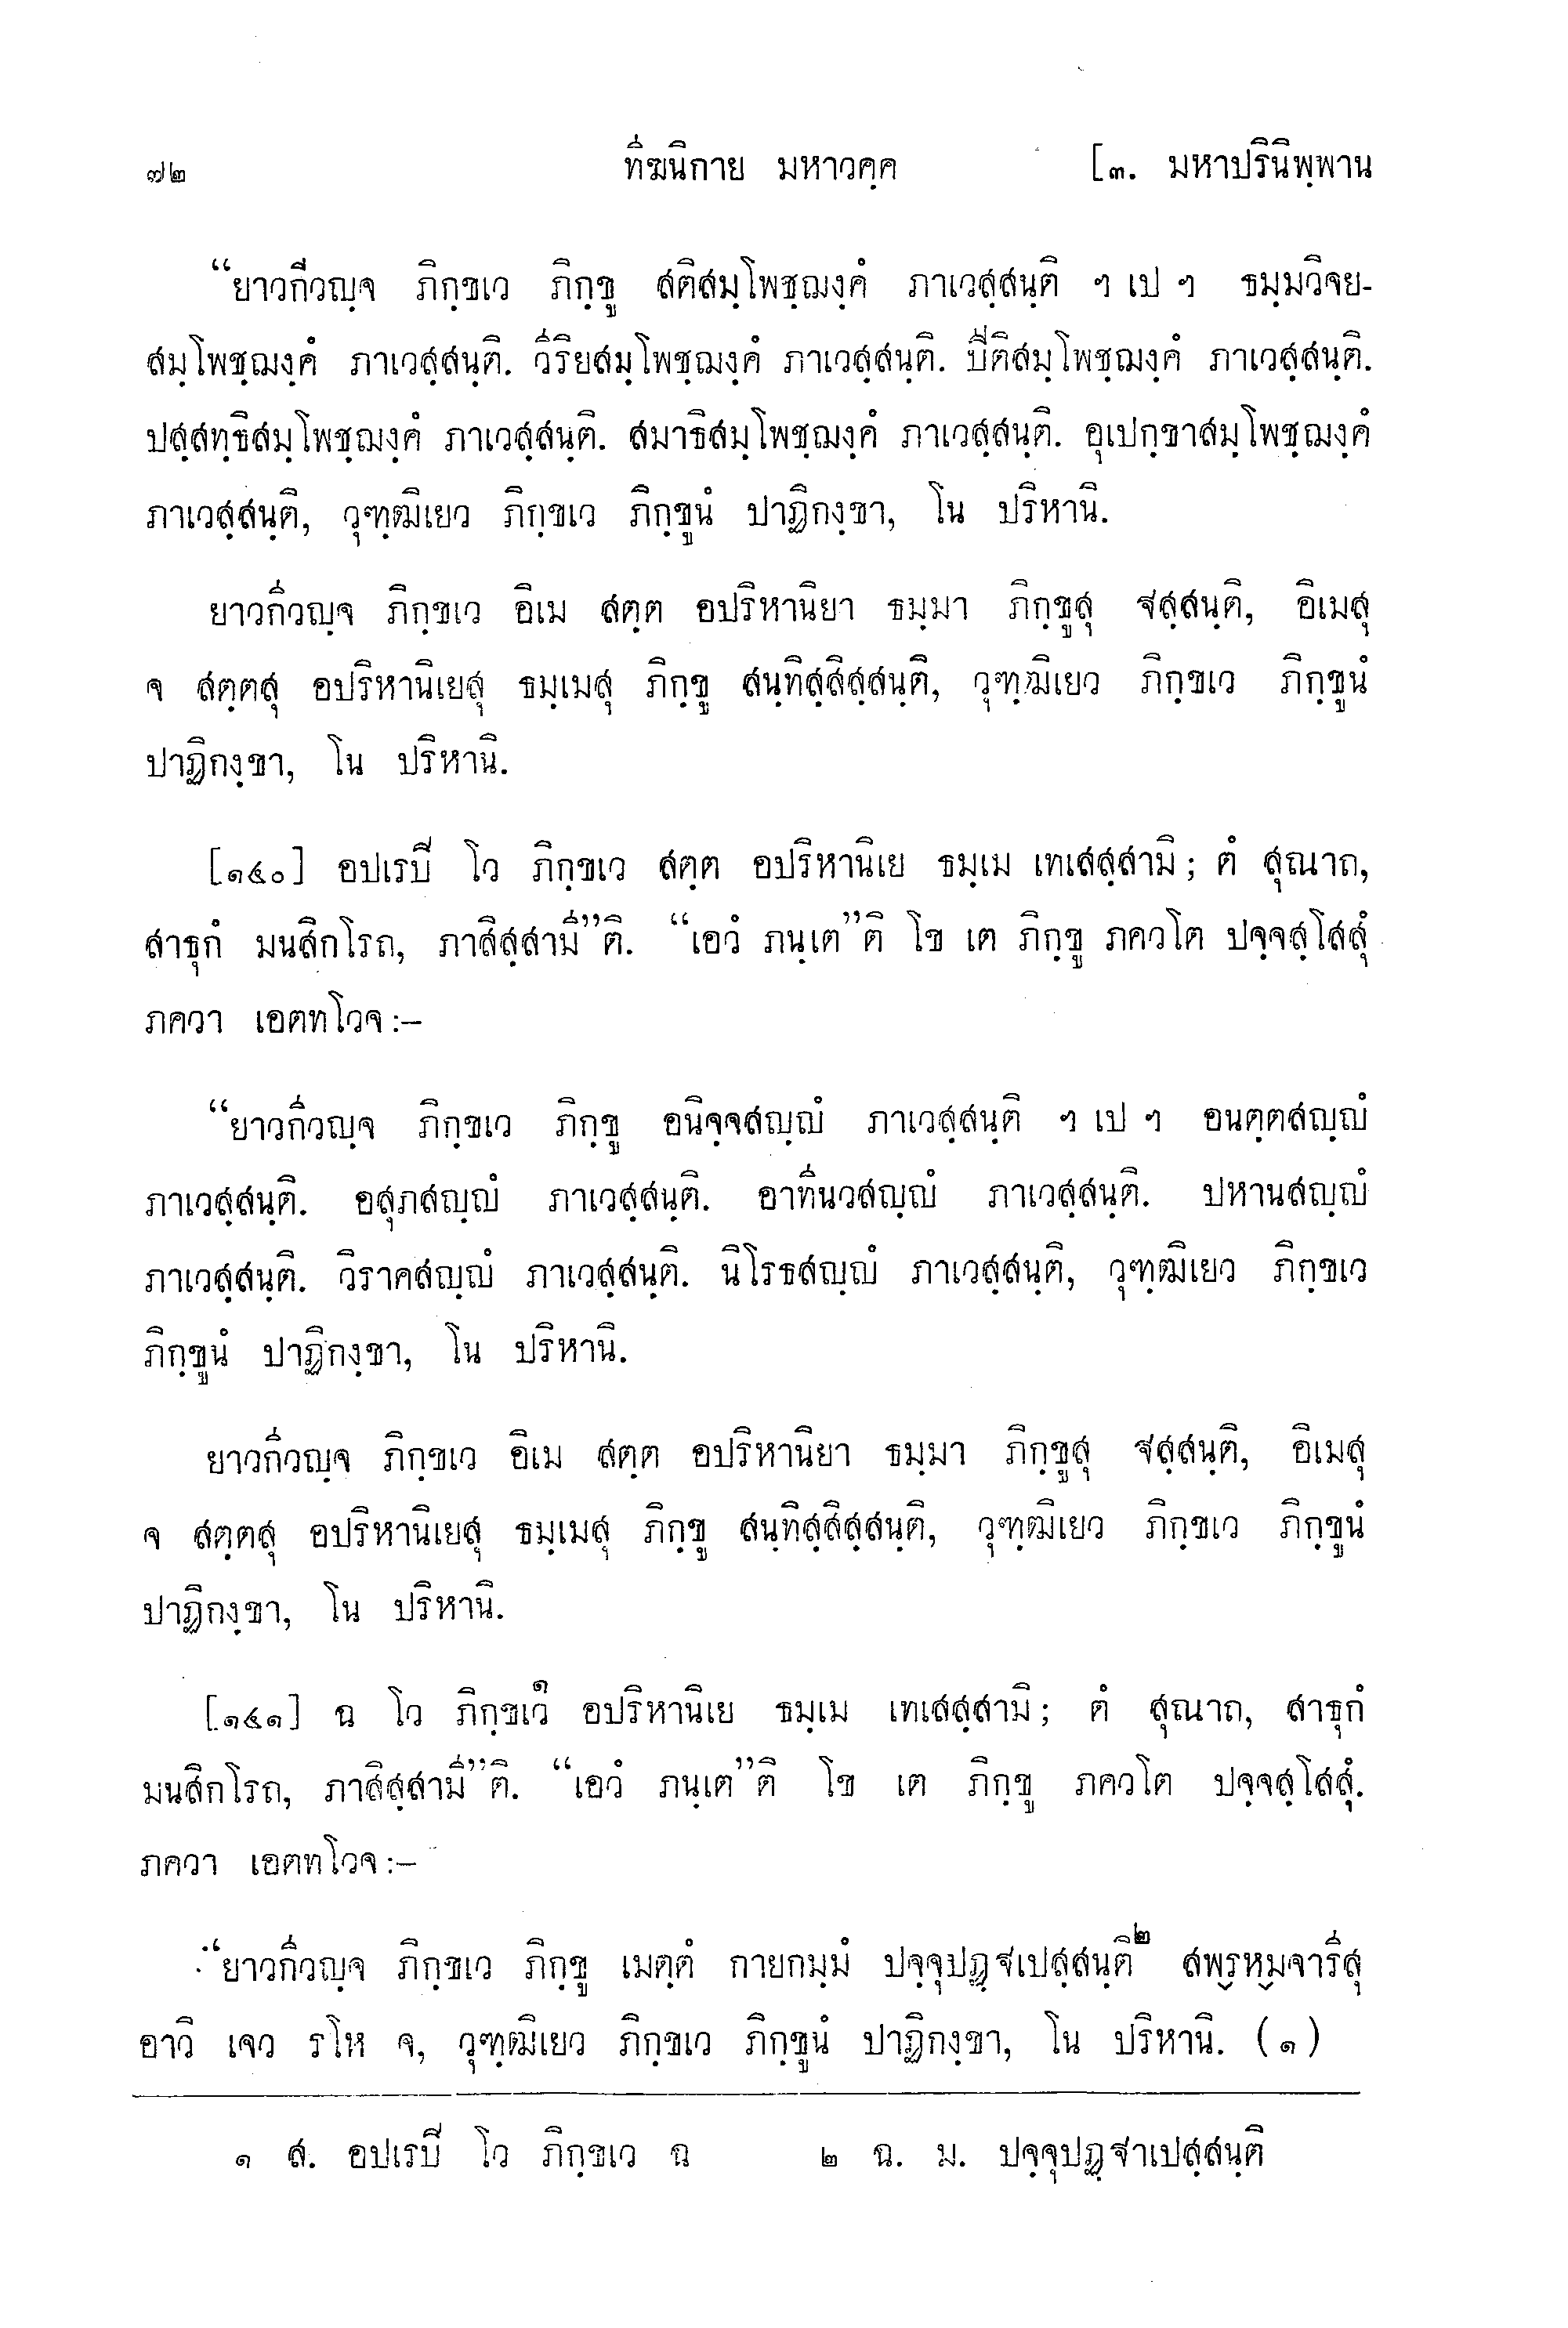 ๗๒ ทีฆนิกาย มหาวคฺค [๓. มหาปรินิพฺพาน
“ยาวกีวญฺจ ภิกฺขเว ภิกฺขู สติสมฺโพชฺฌงฺคํ ภาเวสฺสนฺติ ฯ เป ฯ ธมฺมวิจย-
สมฺโพชฺฌงฺคํ ภาเวสฺสนฺติ. วีริยสมฺโพชฺฌงฺคํ ภาเวสฺสนฺติ. ปีติสมฺโพชฺฌงฺคํ ภาเวสฺสนฺติ.
ปสฺสทฺธิสมฺโพชฺฌงฺคํ ภาเวสฺสนฺติ. สมาธิสมฺโพชฺฌงฺคํ ภาเวสฺสนฺติ. อุเปกฺขาสมฺโพชฺฌงฺคํ
ภาเวสฺสนฺติ, วุฑฺฒิเยว ภิกฺขเว ภิกฺขูนํ ปาฏิกงฺขา, โน ปริหานิ.
ยาวกีวญฺจ ภิกฺขเว อิเม สตฺต อปริหานิยา ธมฺมา ภิกฺขูสุ ฐสฺสนฺติ, อิเมสุ
จ สตฺตสุ อปริหานิเยสุ ธมฺเมสุ ภิกฺขู สนฺทิสฺสิสฺสนฺติ, วุฑฺฒิเยว ภิกฺขเว ภิกฺขูนํ
ปาฏิกงฺขา, โน ปริหานิ.
[๑๔๐] อปเรปิ โว ภิกฺขเว สตฺต อปริหานิเย ธมฺเม เทเสสฺสามิ; ตํ สุณาถ,
สาธุกํ มนสิกโรถ, ภาสิสฺสามี”ติ. “เอวํ ภนฺเต”ติ โข เต ภิกฺขู ภควโต ปจฺจสฺโสสุํ
ภควา เอตทโวจ:–
“ยาวกีวญฺจ ภิกฺขเว ภิกฺขู อนิจฺจสญฺญํ ภาเวสฺสนฺติ ฯ เป ฯ อนตฺตสญฺญํ
ภาเวสฺสนฺติ. อสุภสญฺญํ ภาเวสฺสนฺติ. อาทีนวสญฺญํ ภาเวสฺสนฺติ. ปหานสญฺญํ
ภาเวสฺสนฺติ. วิราคสญฺญํ ภาเวสฺสนฺติ. นิโรธสญฺญํ ภาเวสฺสนฺติ, วุฑฺฒิเยว ภิกฺขเว
ภิกฺขูนํ ปาฏิกงฺขา, โน ปริหานิ.
ยาวกีวญฺจ ภิกฺขเว อิเม สตฺต อปริหานิยา ธมฺมา ภิกฺขูสุ ฐสฺสนฺติ, อิเมสุ
จ สตฺตสุ อปริหานิเยสุ ธมฺเมสุ ภิกฺขู สนฺทิสฺสิสฺสนฺติ, วุฑฺฒิเยว ภิกฺขเว ภิกฺขูนํ
ปาฏิกงฺขา, โน ปริหานิ.
[๑๔๑] ฉ โว ภิกฺขเว๑ อปริหานิเย ธมฺเม เทเสสฺสามิ; ตํ สุณาถ, สาธุกํ
มนสิกโรถ, ภาสิสฺสามี”ติ. “เอวํ ภนฺเต”ติ โข เต ภิกฺขู ภควโต ปจฺจสฺโสสุํ.
ภควา เอตทโวจ:–
“ยาวกีวญฺจ ภิกฺขเว ภิกฺขู เมตฺตํ กายกมฺมํ ปจฺจุปฏฺฐเปสฺสนฺติ๒ สพฺรหฺมจารีสุ
อาวิ เจว รโห จ, วุฑฺฒิเยว ภิกฺขเว ภิกฺขูนํ ปาฏิกงฺขา, โน ปริหานิ. (๑)
๑ ส. อปเรปิ โว ภิกฺขเว ฉ ๒ ฉ. ม. ปจฺจุปฏฺฐาเปสฺสนฺติ